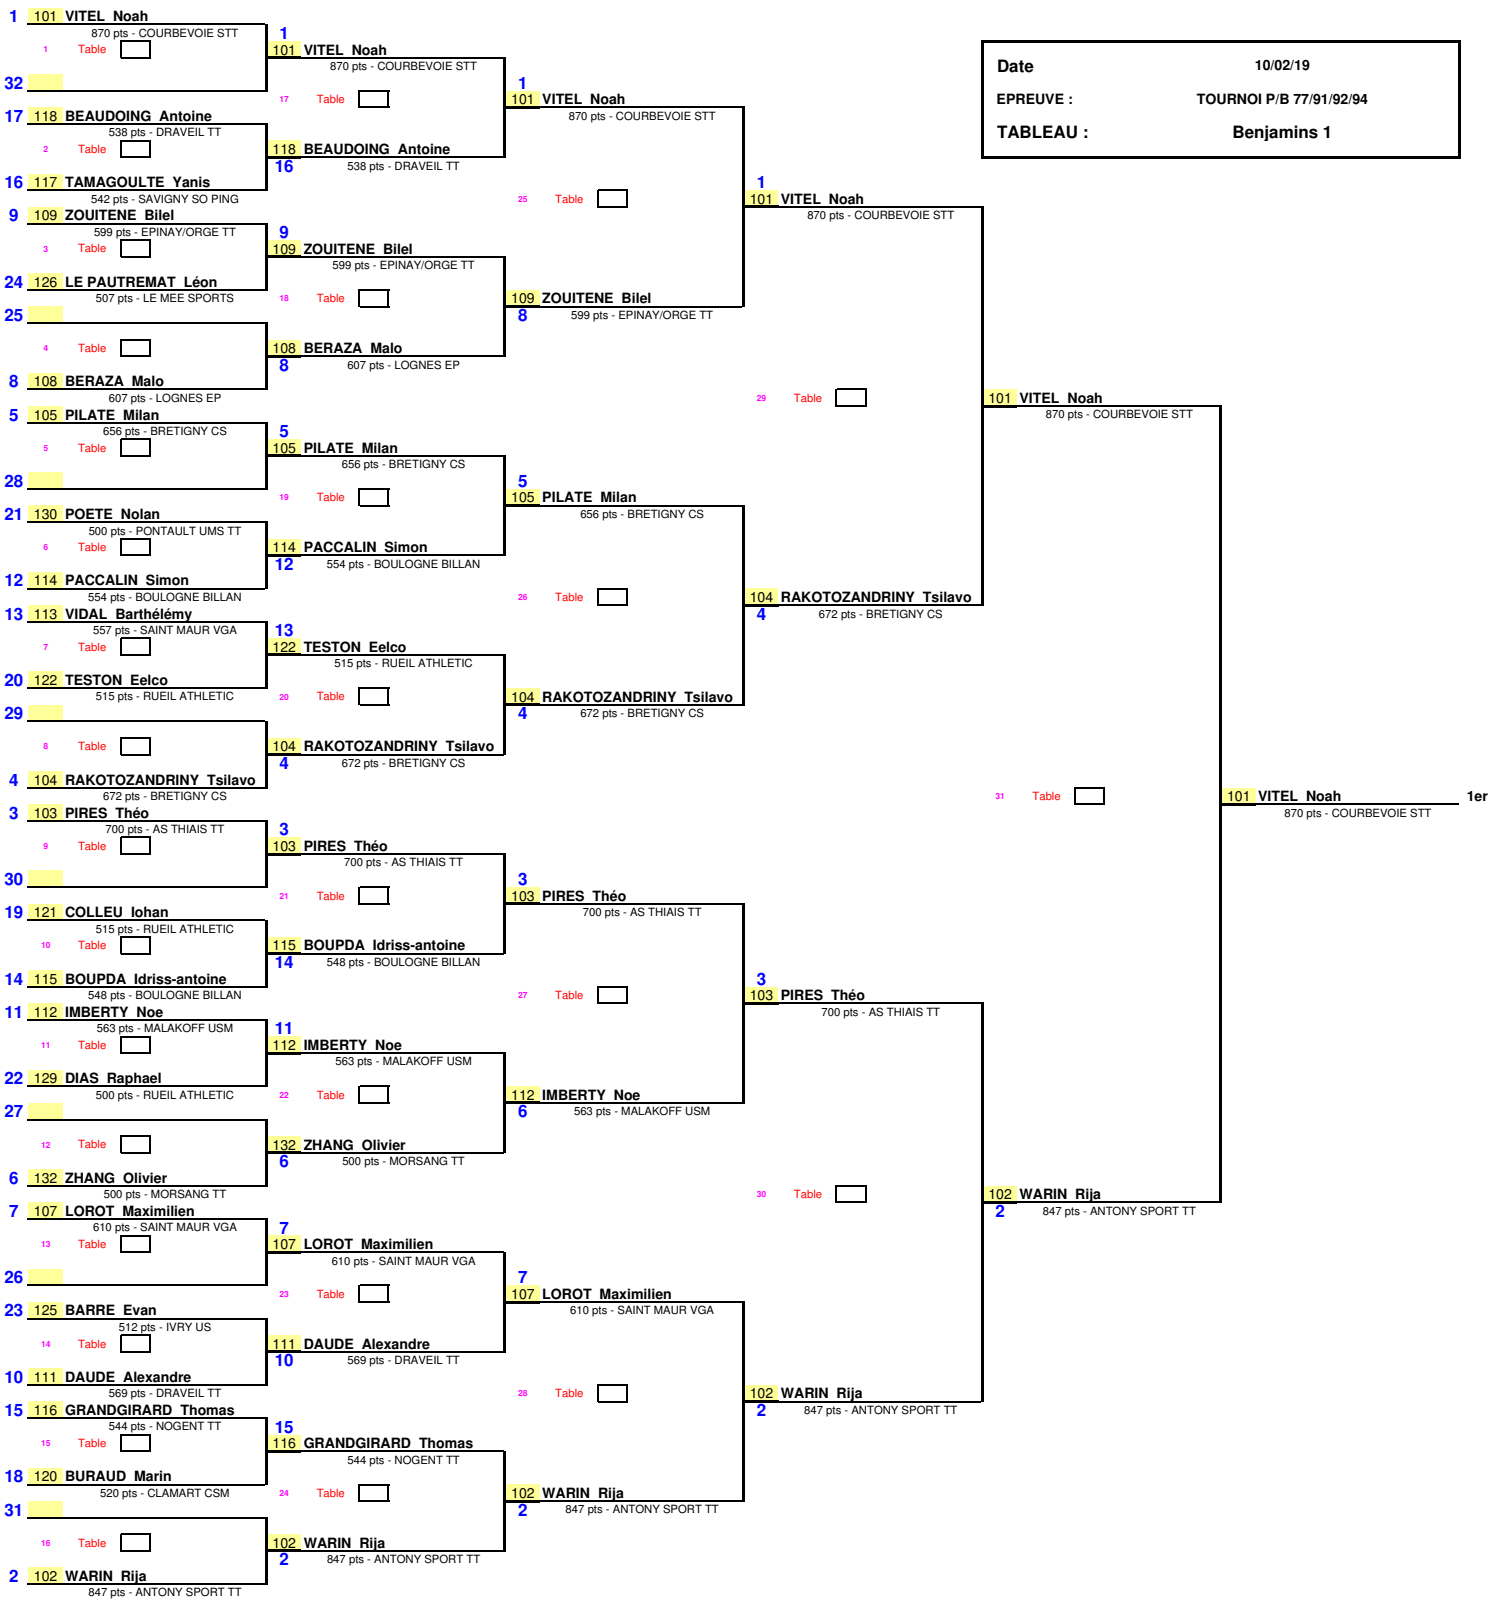 Date 10/02/19
EPREUVE : TOURNOI P/B 77/91/92/94
TABLEAU : Benjamins 1
1 101 VITEL Noah
870 pts - COURBEVOIE STT
1 Table
32
17 118 BEAUDOING Antoine
538 pts - DRAVEIL TT
2 Table
16 117 TAMAGOULTE Yanis
542 pts - SAVIGNY SO PING
9 109 ZOUITENE Bilel
599 pts - EPINAY/ORGE TT
3 Table
24 126 LE PAUTREMAT Léon
507 pts - LE MEE SPORTS
25
4 Table
8 108 BERAZA Malo
607 pts - LOGNES EP
5 105 PILATE Milan
656 pts - BRETIGNY CS
5 Table
28
21 130 POETE Nolan
500 pts - PONTAULT UMS TT
6 Table
12 114 PACCALIN Simon
554 pts - BOULOGNE BILLAN
13 113 VIDAL Barthélémy
557 pts - SAINT MAUR VGA
7 Table
20 122 TESTON Eelco
515 pts - RUEIL ATHLETIC
29
8 Table
4 104 RAKOTOZANDRINY Tsilavo
672 pts - BRETIGNY CS
3 103 PIRES Théo
700 pts - AS THIAIS TT
9 Table
30
19 121 COLLEU Iohan
515 pts - RUEIL ATHLETIC
10 Table
14 115 BOUPDA Idriss-antoine
548 pts - BOULOGNE BILLAN
11 112 IMBERTY Noe
563 pts - MALAKOFF USM
11 Table
22 129 DIAS Raphael
500 pts - RUEIL ATHLETIC
27
12 Table
6 132 ZHANG Olivier
500 pts - MORSANG TT
7 107 LOROT Maximilien
610 pts - SAINT MAUR VGA
13 Table
26
23 125 BARRE Evan
512 pts - IVRY US
14 Table
10 111 DAUDE Alexandre
569 pts - DRAVEIL TT
15 116 GRANDGIRARD Thomas
544 pts - NOGENT TT
15 Table
18 120 BURAUD Marin
520 pts - CLAMART CSM
31
16 Table
2 102 WARIN Rija
847 pts - ANTONY SPORT TT
1
101 VITEL Noah
870 pts - COURBEVOIE STT
17 Table
118 BEAUDOING Antoine
16 538 pts - DRAVEIL TT
9
109 ZOUITENE Bilel
599 pts - EPINAY/ORGE TT
18 Table
108 BERAZA Malo
8 607 pts - LOGNES EP
5
105 PILATE Milan
656 pts - BRETIGNY CS
19 Table
114 PACCALIN Simon
12 554 pts - BOULOGNE BILLAN
13
122 TESTON Eelco
515 pts - RUEIL ATHLETIC
20 Table
104 RAKOTOZANDRINY Tsilavo
4 672 pts - BRETIGNY CS
3
103 PIRES Théo
700 pts - AS THIAIS TT
21 Table
115 BOUPDA Idriss-antoine
14 548 pts - BOULOGNE BILLAN
11
112 IMBERTY Noe
563 pts - MALAKOFF USM
22 Table
132 ZHANG Olivier
6 500 pts - MORSANG TT
7
107 LOROT Maximilien
610 pts - SAINT MAUR VGA
23 Table
111 DAUDE Alexandre
10 569 pts - DRAVEIL TT
15
116 GRANDGIRARD Thomas
544 pts - NOGENT TT
24 Table
102 WARIN Rija
2 847 pts - ANTONY SPORT TT
1
101 VITEL Noah
870 pts - COURBEVOIE STT
25 Table
109 ZOUITENE Bilel
8 599 pts - EPINAY/ORGE TT
5
105 PILATE Milan
656 pts - BRETIGNY CS
26 Table
104 RAKOTOZANDRINY Tsilavo
4 672 pts - BRETIGNY CS
3
103 PIRES Théo
700 pts - AS THIAIS TT
27 Table
112 IMBERTY Noe
6 563 pts - MALAKOFF USM
7
107 LOROT Maximilien
610 pts - SAINT MAUR VGA
28 Table
102 WARIN Rija
2 847 pts - ANTONY SPORT TT
1
101 VITEL Noah
870 pts - COURBEVOIE STT
29 Table
104 RAKOTOZANDRINY Tsilavo
4 672 pts - BRETIGNY CS
3
103 PIRES Théo
700 pts - AS THIAIS TT
30 Table
102 WARIN Rija
2 847 pts - ANTONY SPORT TT
101 VITEL Noah
870 pts - COURBEVOIE STT
31 Table
102 WARIN Rija
2 847 pts - ANTONY SPORT TT
101 VITEL Noah 1er
870 pts - COURBEVOIE STT